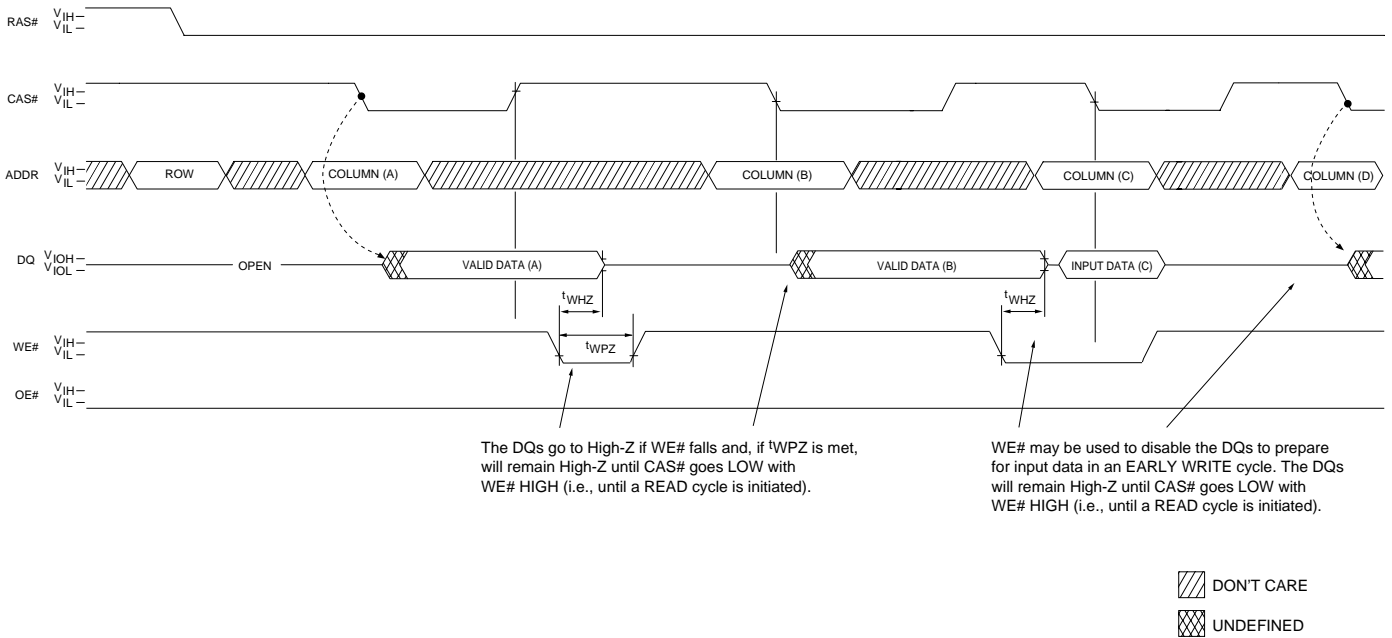 RAS# VIH VIL
CAS# VIH VIL
ADDR VIH VIL ROW COLUMN (A) COLUMN (B) COLUMN (C) COLUMN (D)
DQ VIOH VIOL OPEN VALID DATA (A) VALID DATA (B) INPUT DATA (C)
tWHZ tWHZ
tWPZ
WE# VIH VIL
OE# VIH VIL
The DQs go to High-Z if WE# falls and, if tWPZ is met,
will remain High-Z until CAS# goes LOW with
WE# HIGH (i.e., until a READ cycle is initiated).
WE# may be used to disable the DQs to prepare
for input data in an EARLY WRITE cycle. The DQs
will remain High-Z until CAS# goes LOW with
WE# HIGH (i.e., until a READ cycle is initiated).
DON'T CARE
UNDEFINED